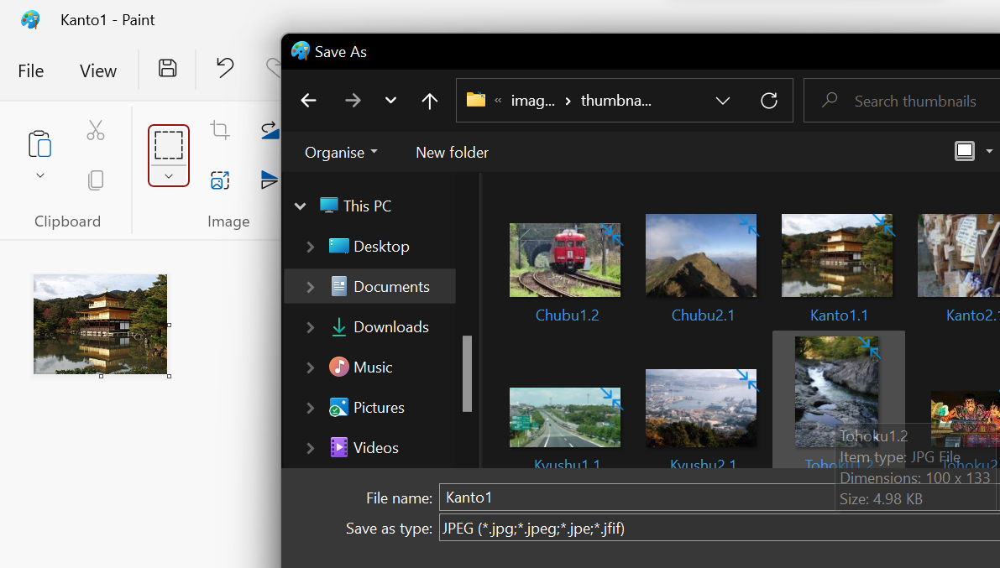 Kanto1 - Paint
File
View
Clipboard
Image
Save As
« imag... › thumbna...
Search thumbnails
Organise
New folder
This PC
Desktop
Documents
Downloads
Music
Pictures
Videos
Chubu1.2
Chubu2.1
Kanto1.1
Kanto2.1
Kyushu1.1
Kyushu2.1
Tohoku1.2
Tohoku2
Tohoku1.2
Item type: JPG File
Dimensions: 100 x 133
Size: 4.98 KB
File name: Kanto1
Save as type: JPEG (*.jpg;*.jpeg;*.jpe;*.jfif)